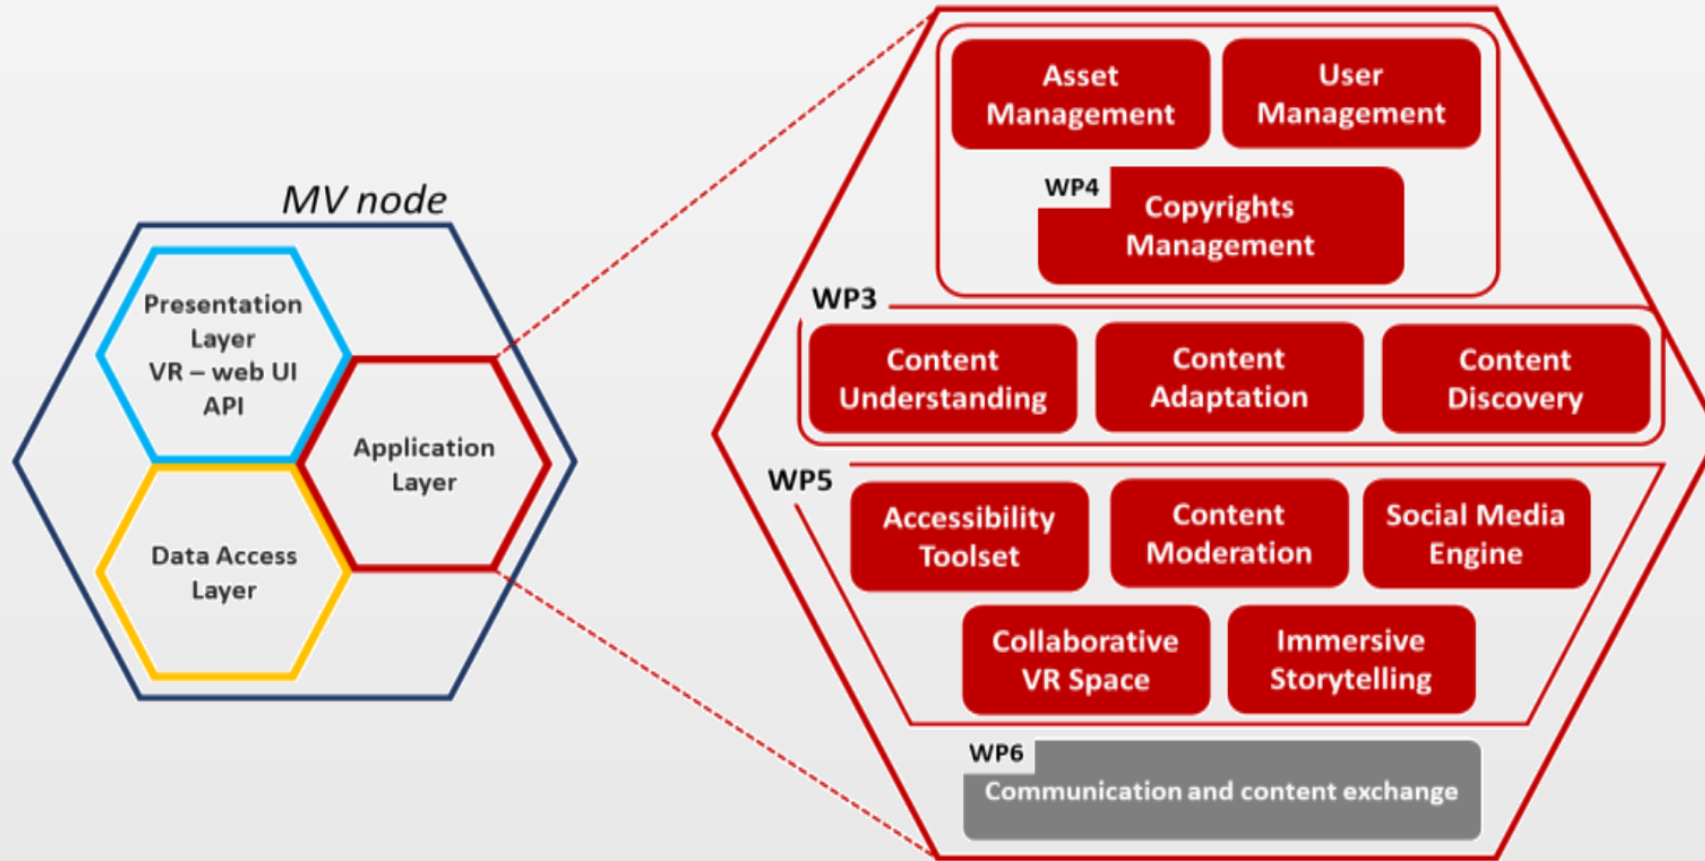 MV node
Presentation
Layer
VR – web UI
API
Application
Layer
Data Access
Layer
Asset
Management
User
Management
WP4
Copyrights
Management
WP3
Content
Understanding
Content
Adaptation
Content
Discovery
WP5
Accessibility
Toolset
Content
Moderation
Social Media
Engine
Collaborative
VR Space
Immersive
Storytelling
WP6
Communication and content exchange